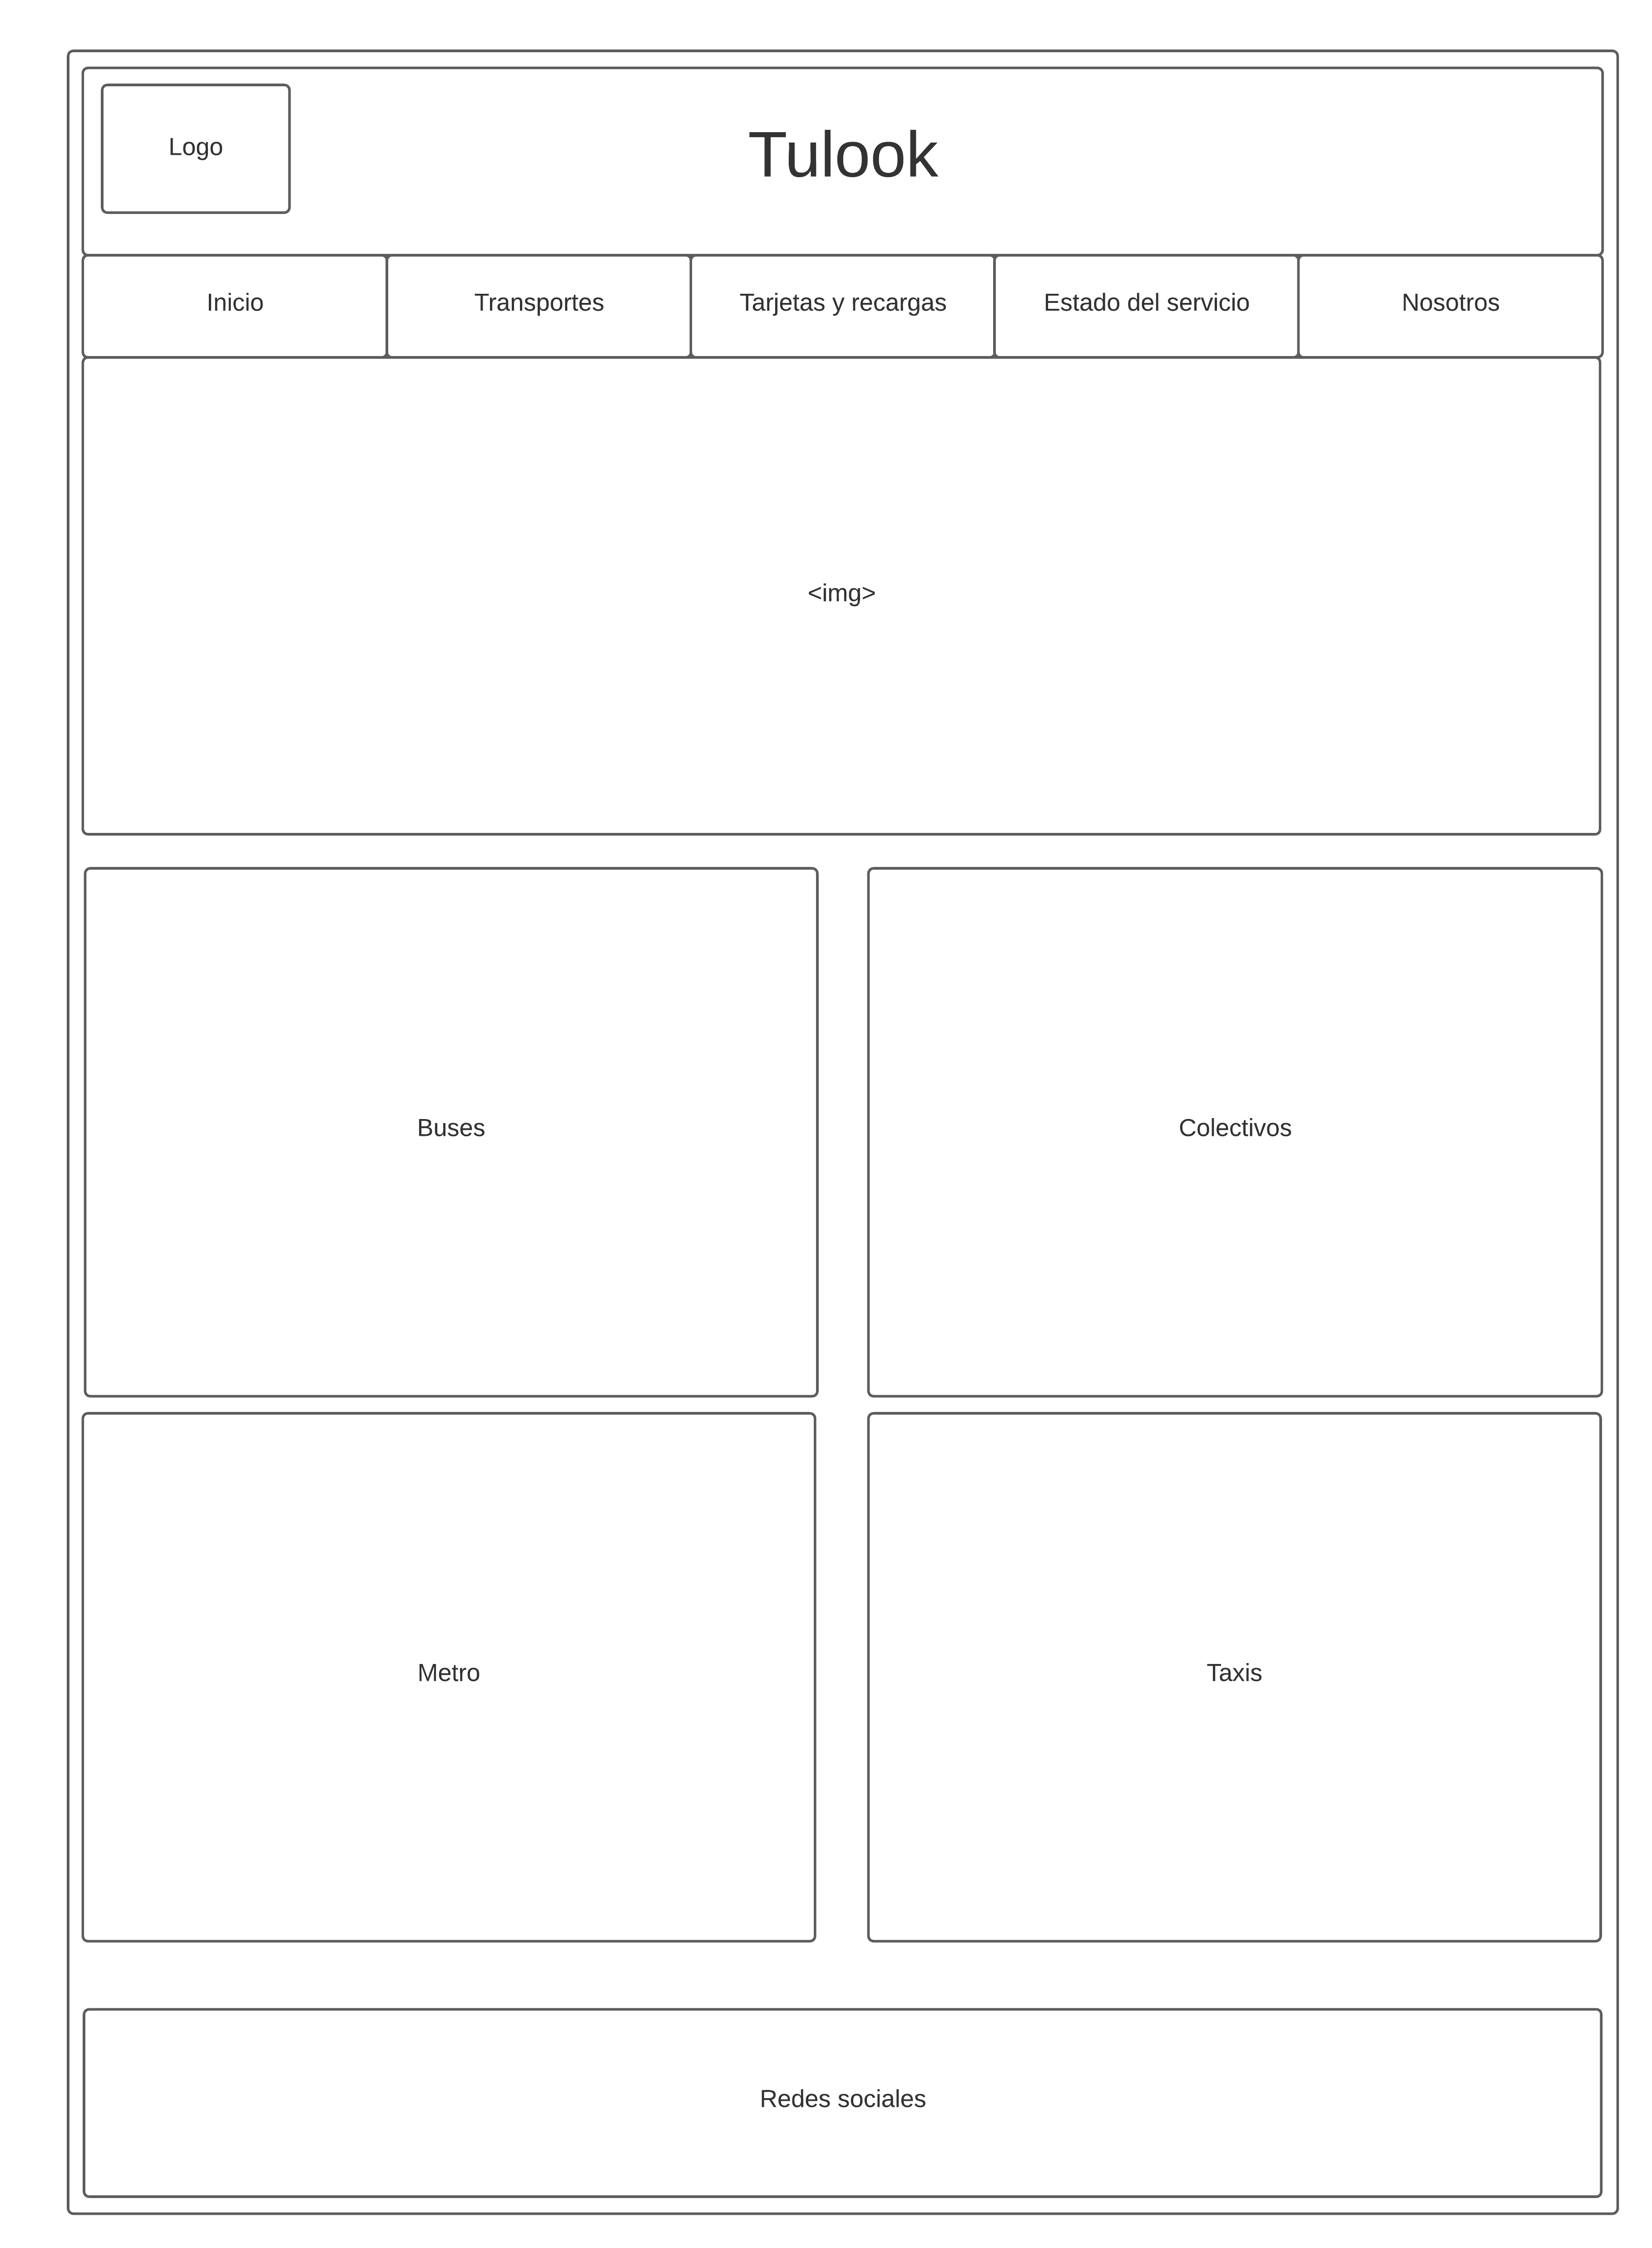 Logo
Tulook
Inicio
Transportes
Tarjetas y recargas
Estado del servicio
Nosotros
<img>
Buses
Colectivos
Metro
Taxis
Redes sociales